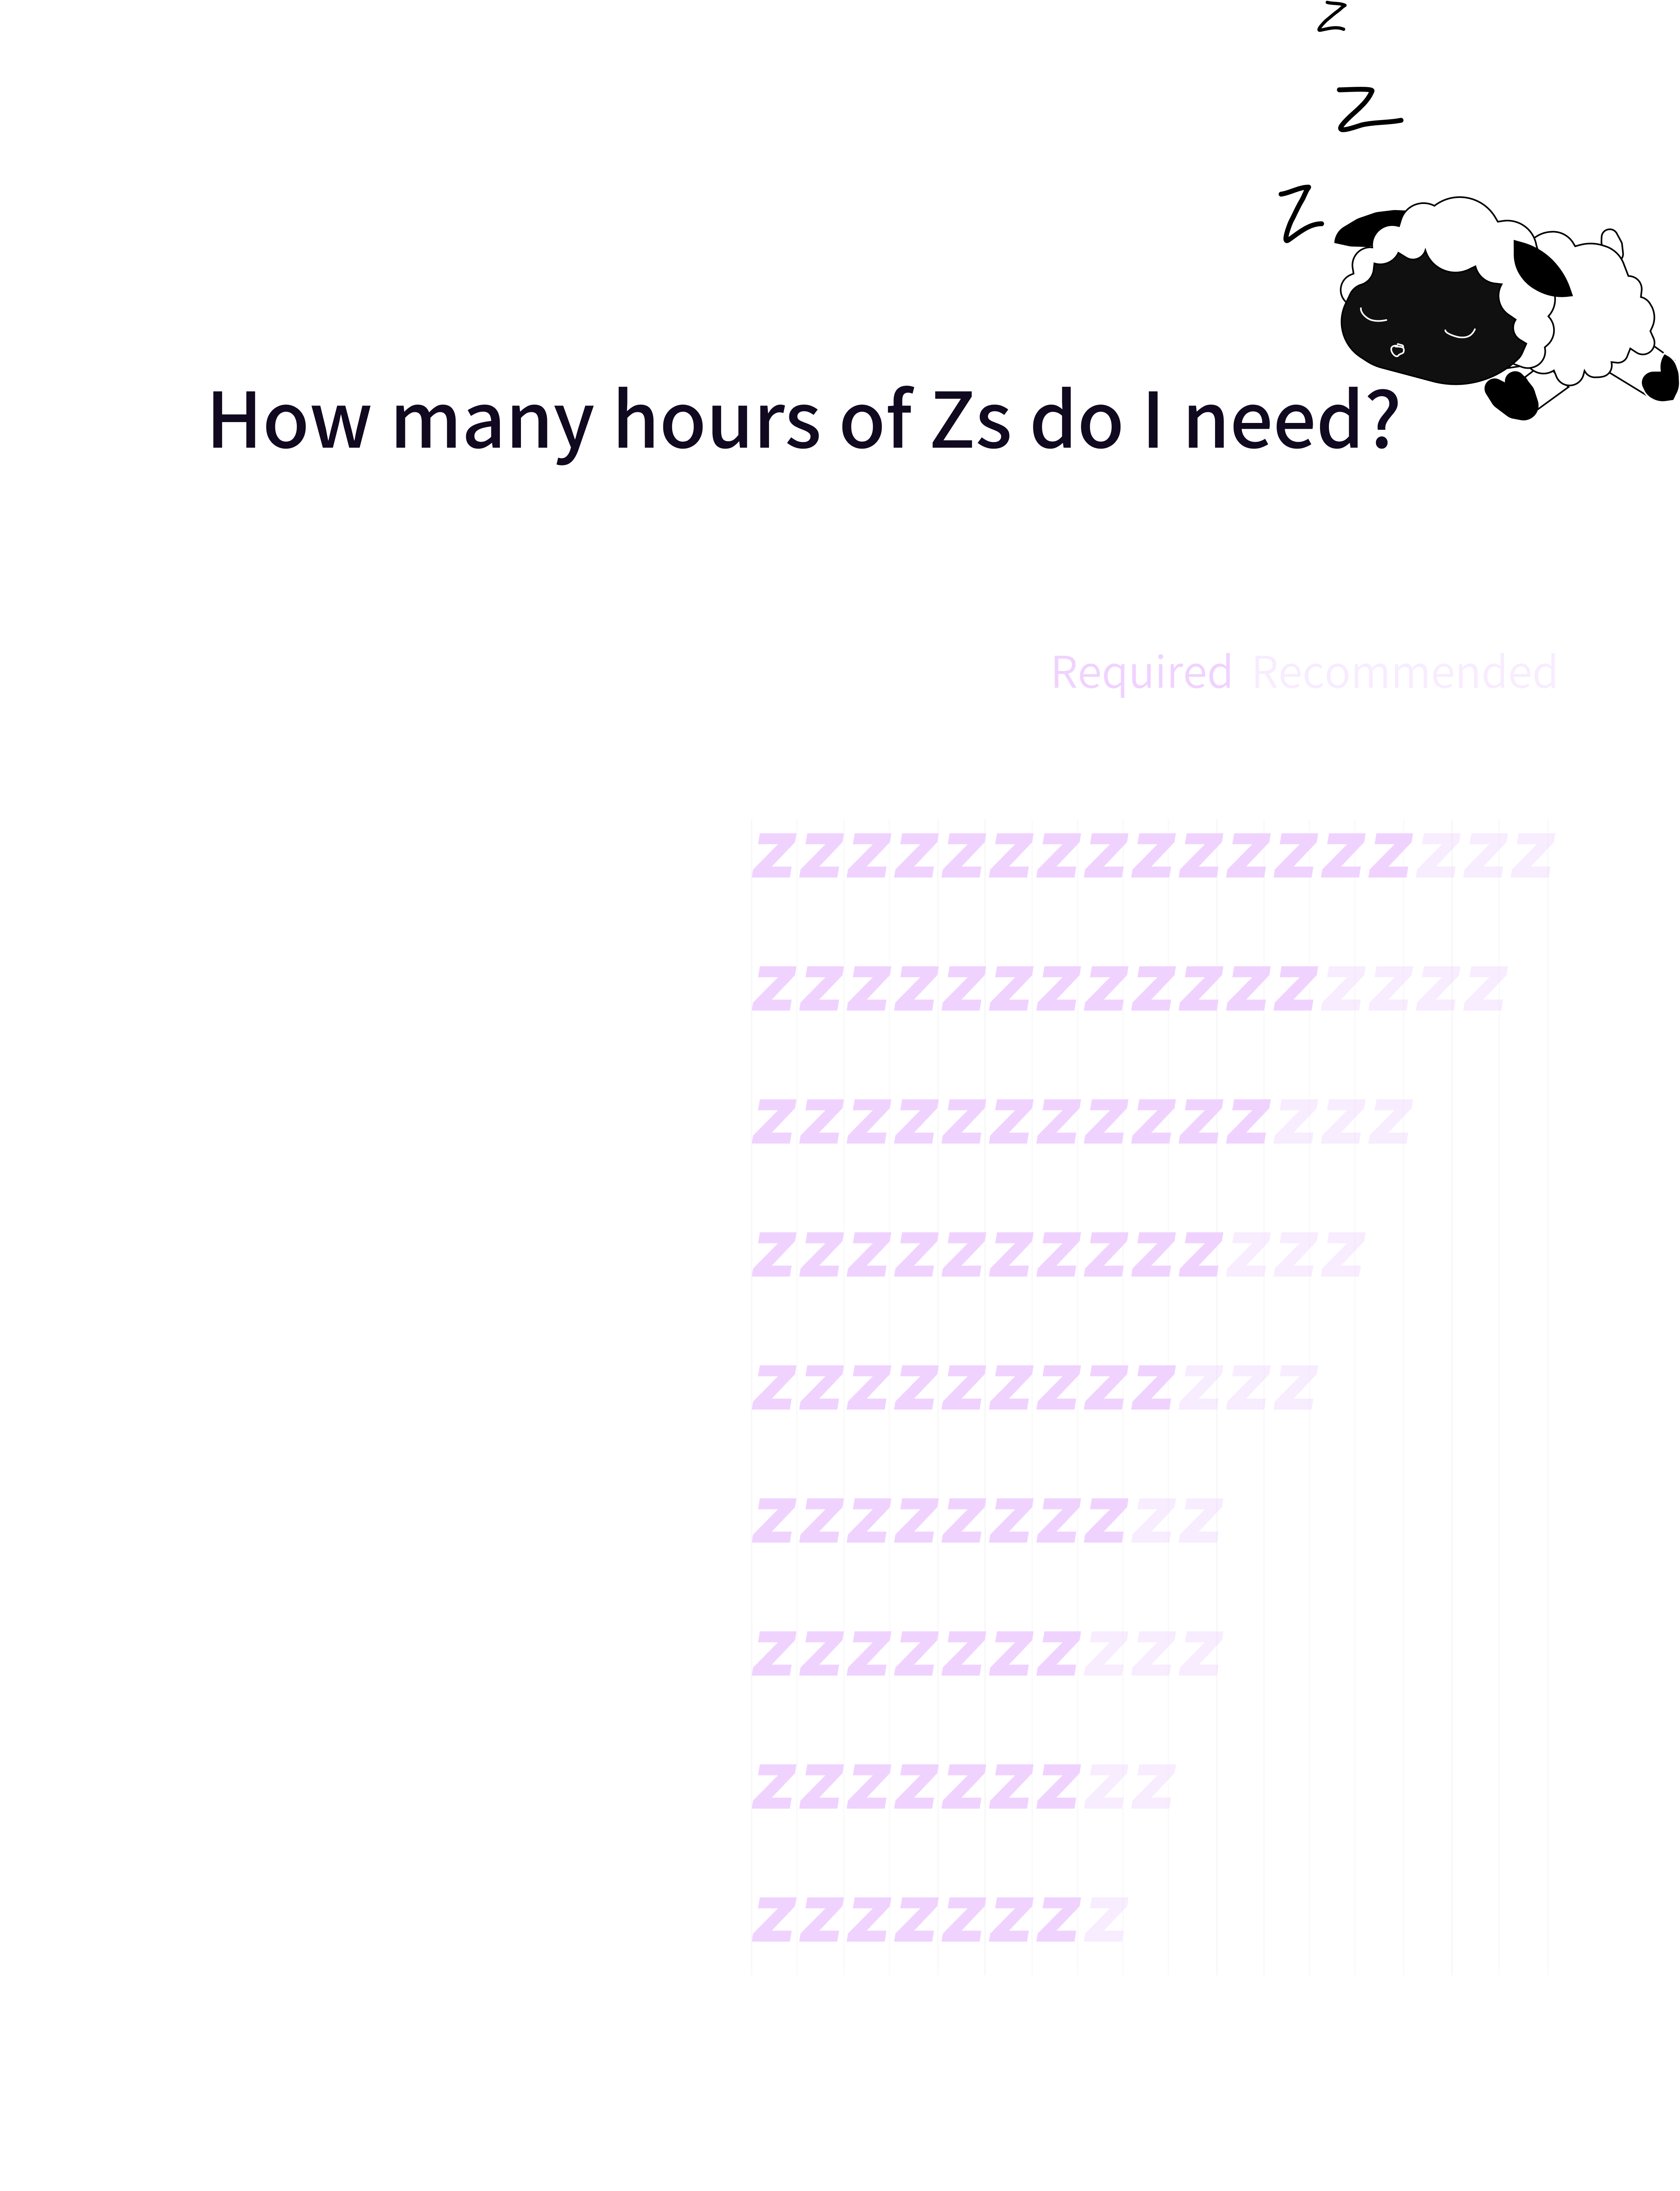 z
z
z
How many hours of Zs do I need?
Required Recommended
zzzzzzzzzzzzzzzzz
zzzzzzzzzzzzzzzz
zzzzzzzzzzzzzz
zzzzzzzzzzzzz
zzzzzzzzzzzz
zzzzzzzzzz
zzzzzzzzzz
zzzzzzzzz
zzzzzzzz